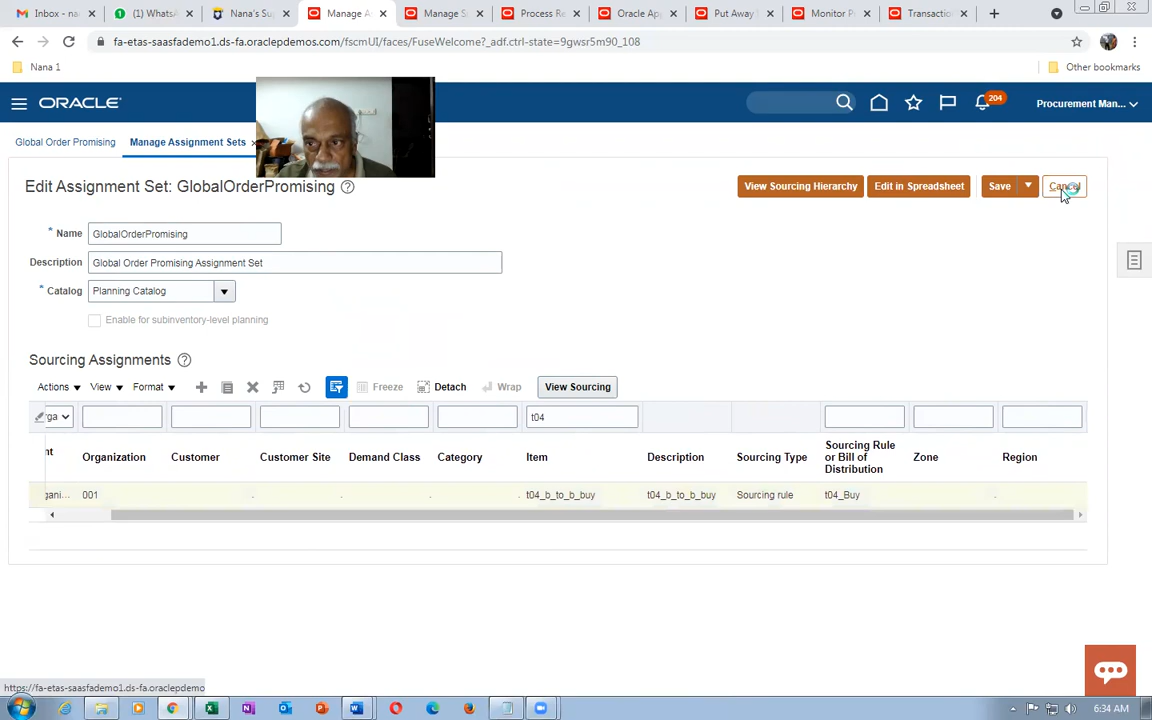 Inbox - na
(1) WhatsA
Nana's Su
Manage A
Manage S
Process Re
Oracle App
Put Away
Monitor P
Transactio
fa-etas-saasfademo1.ds-fa.oraclepdemos.com/fscmUI/faces/FuseWelcome?_adf.ctrl-state=9gwsr5m90_108
Nana 1
Other bookmarks
ORACLE
204
Procurement Man...
Global Order Promising
Manage Assignment Sets
Edit Assignment Set: GlobalOrderPromising
View Sourcing Hierarchy
Edit in Spreadsheet
Save
Cancel
* Name GlobalOrderPromising
Description Global Order Promising Assignment Set
* Catalog Planning Catalog
Enable for subinventory-level planning
Sourcing Assignments
Actions View Format Freeze Detach Wrap View Sourcing
rga t04
nt Organization Customer Customer Site Demand Class Category Item Description Sourcing Type Sourcing Rule or Bill of Distribution Zone Region
gani... 001 t04_b_to_b_buy t04_b_to_b_buy Sourcing rule t04_Buy
https://fa-etas-saasfademo1.ds-fa.oraclepdemo
6:34 AM